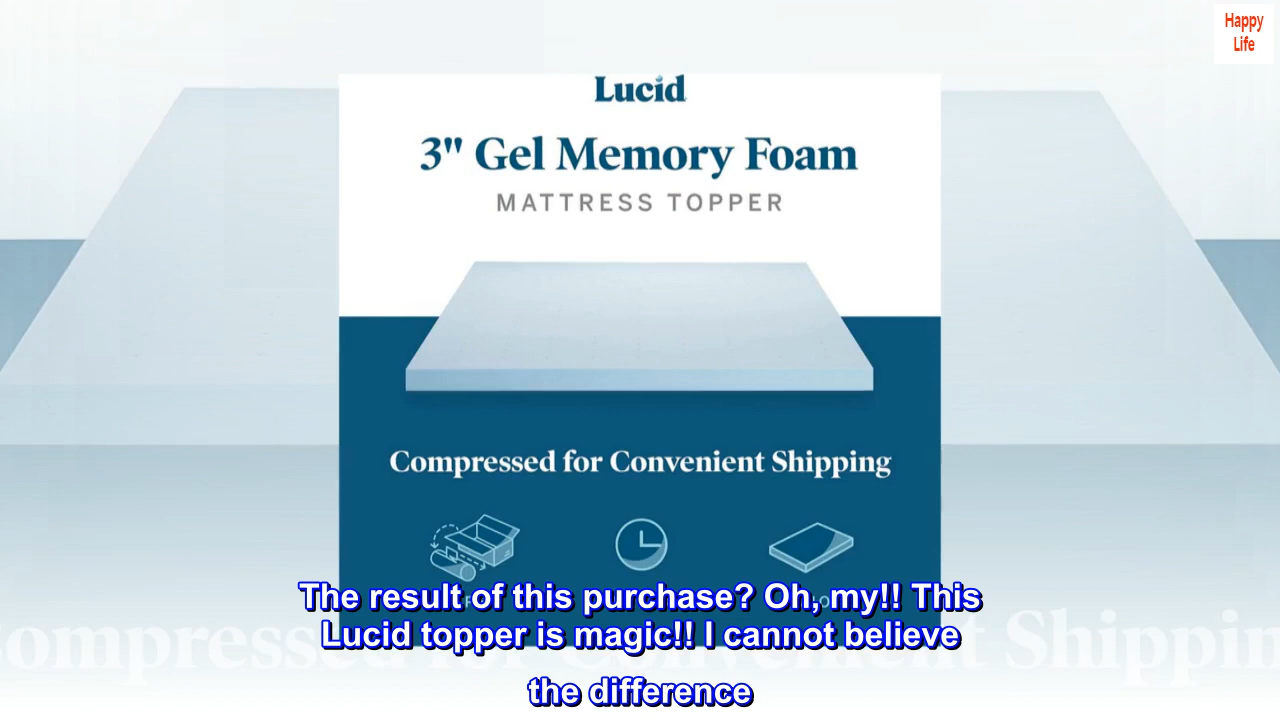 Happy
Life
Lucid
3" Gel Memory Foam
MATTRESS TOPPER
Compressed for Convenient Shipping
The result of this purchase? Oh, my!! This
Lucid topper is magic!! I cannot believe
the difference